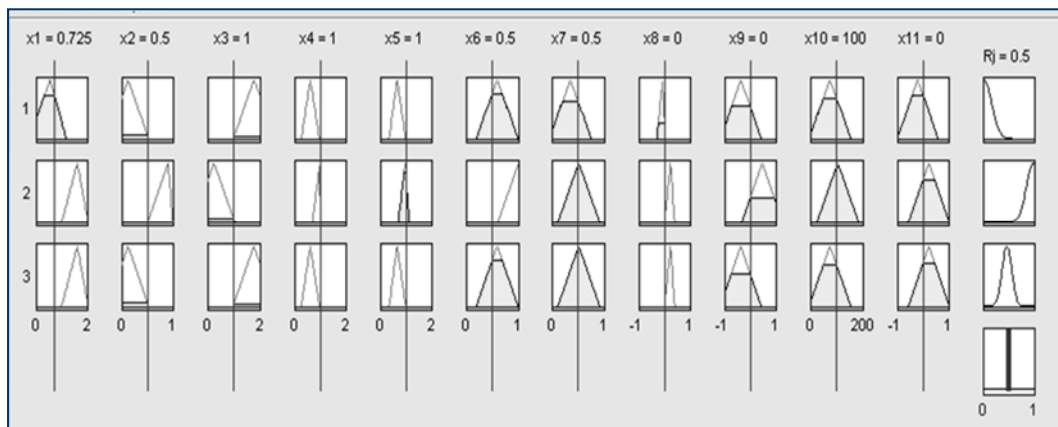 x1 = 0.725 x2 = 0.5 x3 = 1 x4 = 1 x5 = 1 x6 = 0.5 x7 = 0.5 x8 = 0 x9 = 0 x10 = 100 x11 = 0
Rj = 0.5
1
2
3
0 2 0 1 0 2 0 2 0 2 0 1 0 1 -1 1 -1 1 0 200 -1 1
0 1